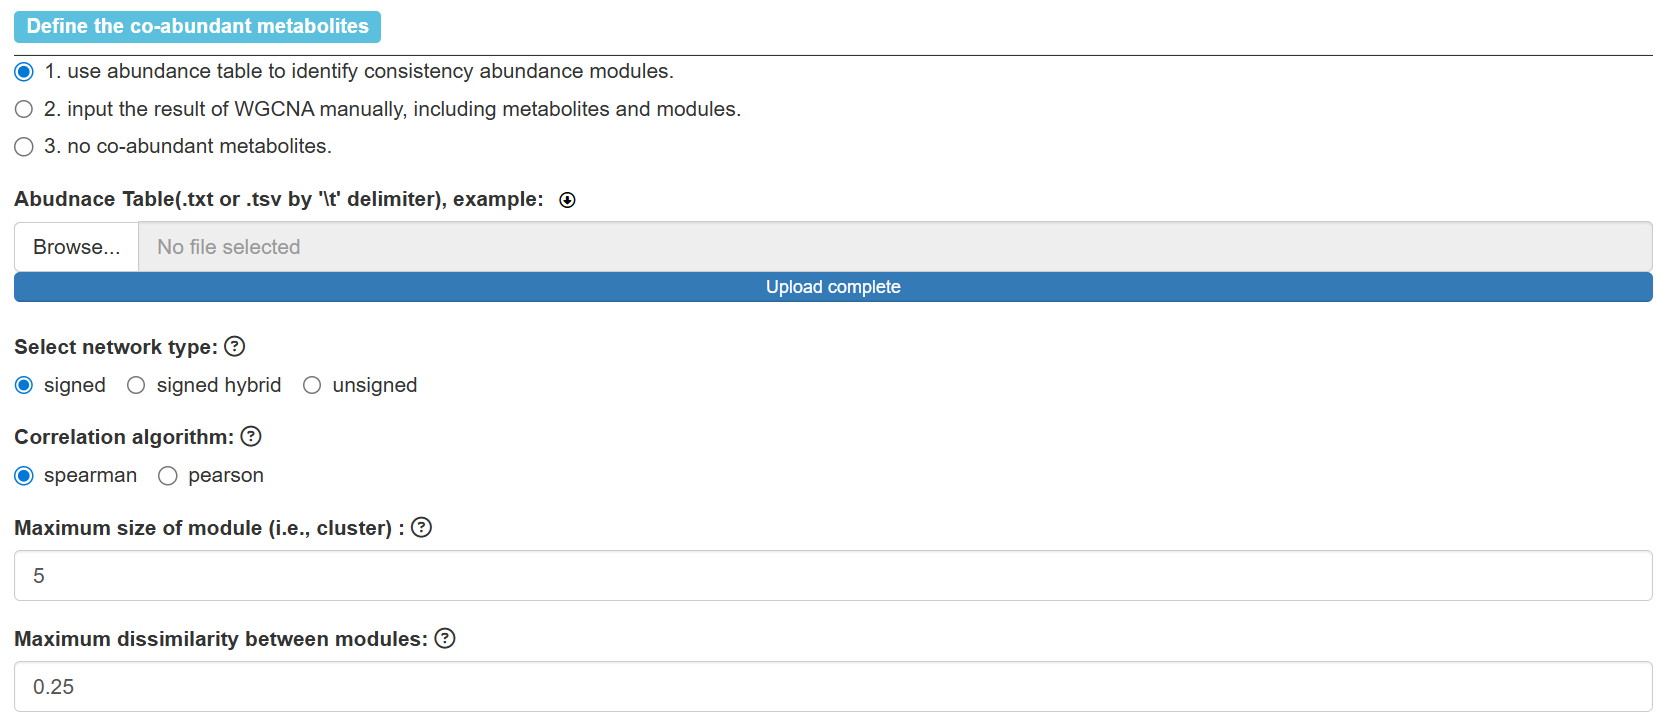 Define the co-abundant metabolites
1. use abundance table to identify consistency abundance modules.
2. input the result of WGCNA manually, including metabolites and modules.
3. no co-abundant metabolites.
Abudnace Table(.txt or .tsv by '\t' delimiter), example:
Browse... No file selected
Upload complete
Select network type: ?
signed signed hybrid unsigned
Correlation algorithm: ?
spearman pearson
Maximum size of module (i.e., cluster) : ?
5
Maximum dissimilarity between modules: ?
0.25